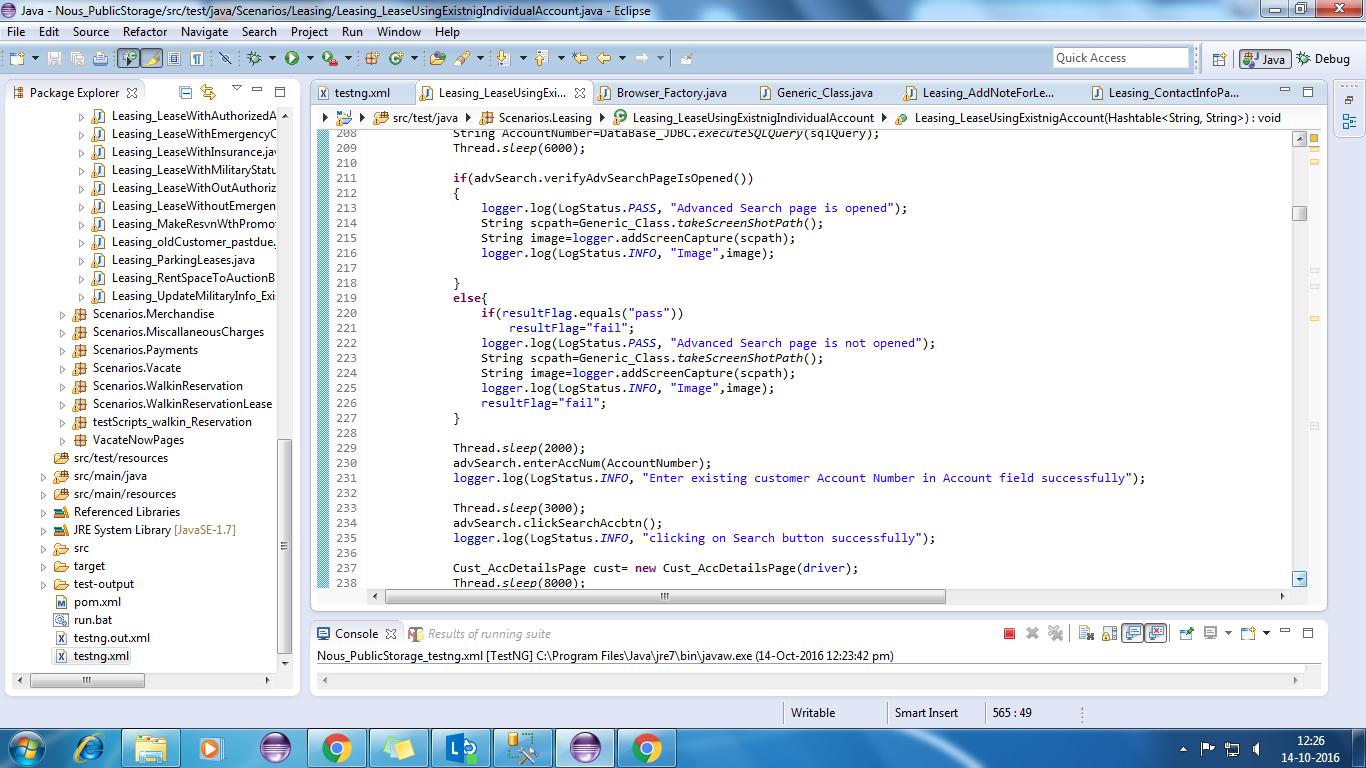 Java - Nous_PublicStorage/src/test/java/Scenarios/Leasing/Leasing_LeaseUsingExistnigIndividualAccount.java - Eclipse
File Edit Source Refactor Navigate Search Project Run Window Help
Quick Access Java Debug
Package Explorer
Leasing_LeaseWithAuthorizedA
Leasing_LeaseWithEmergencyC
Leasing_LeaseWithInsurance.jav
Leasing_LeaseWithMilitaryStatu
Leasing_LeaseWithOutAuthoriz
Leasing_LeaseWithoutEmergen
Leasing_MakeResvnWthPromo
Leasing_oldCustomer_pastdue.
Leasing_ParkingLeases.java
Leasing_RentSpaceToAuctionB
Leasing_UpdateMilitaryInfo_Exi
Scenarios.Merchandise
Scenarios.MiscallaneousCharges
Scenarios.Payments
Scenarios.Vacate
Scenarios.WalkinReservation
Scenarios.WalkinReservationLease
testScripts_walkin_Reservation
VacateNowPages
src/test/resources
src/main/java
src/main/resources
Referenced Libraries
JRE System Library [JavaSE-1.7]
src
target
test-output
pom.xml
run.bat
testng.out.xml
testng.xml
testng.xml Leasing_LeaseUsingExi... Browser_Factory.java Generic_Class.java Leasing_AddNoteForLe... Leasing_ContactInfoPa...
src/test/java Scenarios.Leasing Leasing_LeaseUsingExistnigIndividualAccount Leasing_LeaseUsingExistnigAccount(Hashtable<String, String>) : void
208 String AccountNumber=DataBase_JDBC.executeSQLQuery(sqlQuery);
209 Thread.sleep(6000);
210
211 if(advSearch.verifyAdvSearchPageIsOpened())
212 {
213 logger.log(LogStatus.PASS, "Advanced Search page is opened");
214 String scpath=Generic_Class.takeScreenShotPath();
215 String image=logger.addScreenCapture(scpath);
216 logger.log(LogStatus.INFO, "Image",image);
217
218 }
219 else{
220 if(resultFlag.equals("pass"))
221 resultFlag="fail";
222 logger.log(LogStatus.PASS, "Advanced Search page is not opened");
223 String scpath=Generic_Class.takeScreenShotPath();
224 String image=logger.addScreenCapture(scpath);
225 logger.log(LogStatus.INFO, "Image",image);
226 resultFlag="fail";
227 }
228
229 Thread.sleep(2000);
230 advSearch.enterAccNum(AccountNumber);
231 logger.log(LogStatus.INFO, "Enter existing customer Account Number in Account field successfully");
232
233 Thread.sleep(3000);
234 advSearch.clickSearchAccbtn();
235 logger.log(LogStatus.INFO, "clicking on Search button successfully");
236
237 Cust_AccDetailsPage cust= new Cust_AccDetailsPage(driver);
238 Thread.sleep(8000);
Console Results of running suite
Nous_PublicStorage_testng.xml [TestNG] C:\Program Files\Java\jre7\bin\javaw.exe (14-Oct-2016 12:23:42 pm)
Writable Smart Insert 565 : 49
12:26
14-10-2016